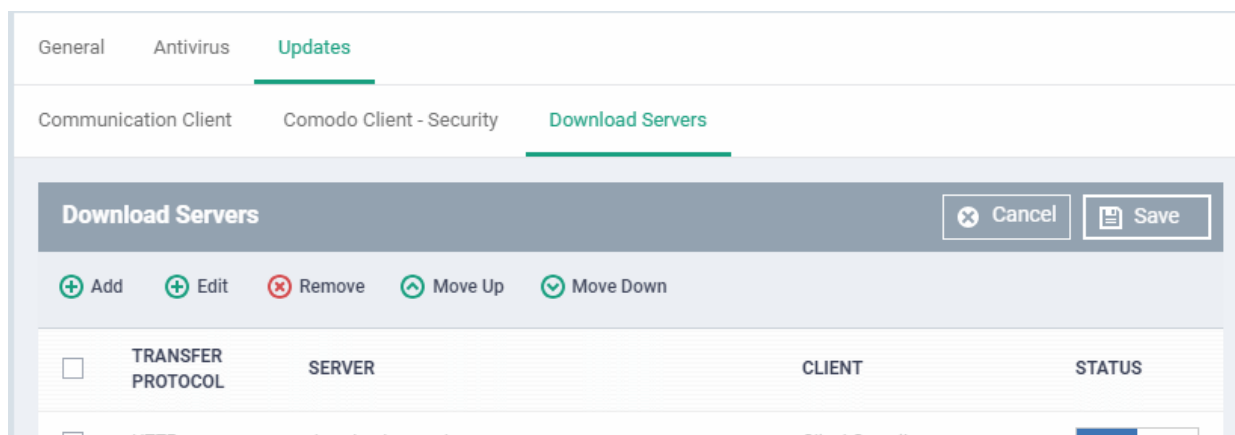 General Antivirus Updates
Communication Client Comodo Client - Security Download Servers
Download Servers Cancel Save
Add Edit Remove Move Up Move Down
TRANSFER PROTOCOL SERVER CLIENT STATUS